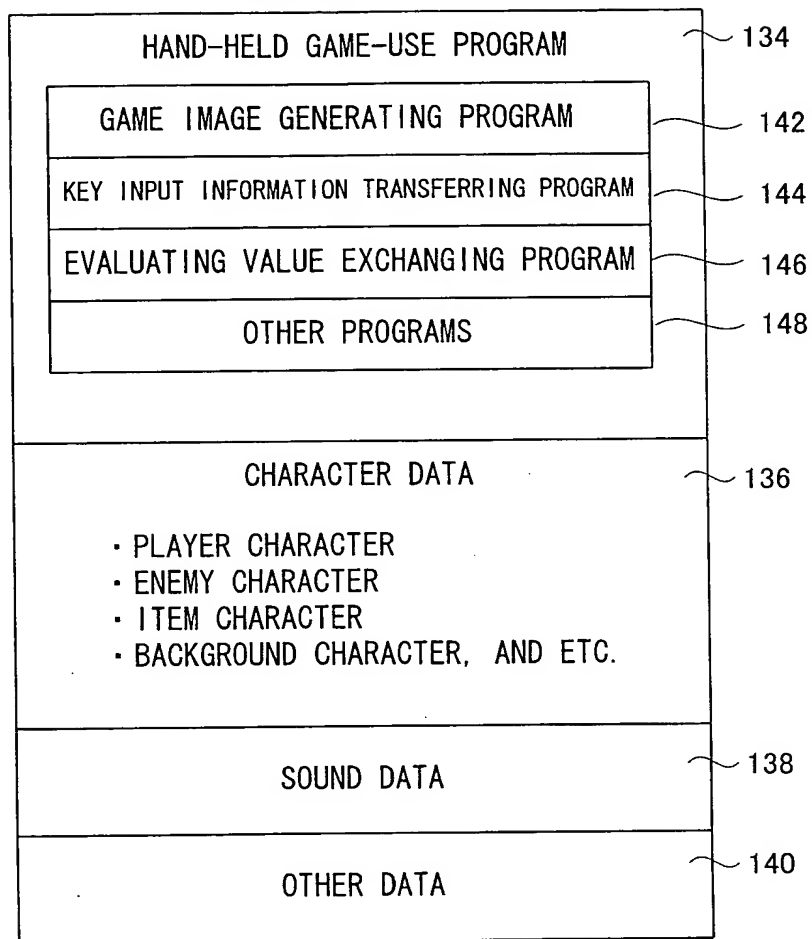 HAND-HELD GAME-USE PROGRAM 134
GAME IMAGE GENERATING PROGRAM 142
KEY INPUT INFORMATION TRANSFERRING PROGRAM 144
EVALUATING VALUE EXCHANGING PROGRAM 146
OTHER PROGRAMS 148
CHARACTER DATA 136
・PLAYER CHARACTER
・ENEMY CHARACTER
・ITEM CHARACTER
・BACKGROUND CHARACTER, AND ETC.
SOUND DATA 138
OTHER DATA 140